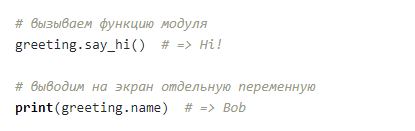 # вызываем функцию модуля
greeting.say_hi()  # => Hi!
# выводим на экран отдельную переменную
print(greeting.name)  # => Bob